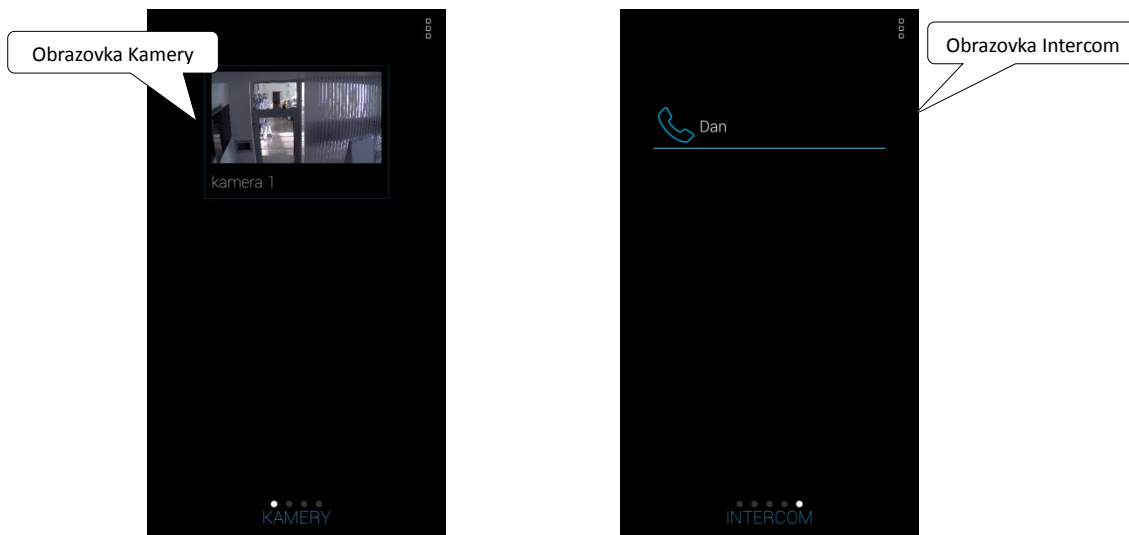 Obrazovka Kamery
kamera 1
KAMERY
Obrazovka Intercom
Dan
INTERCOM